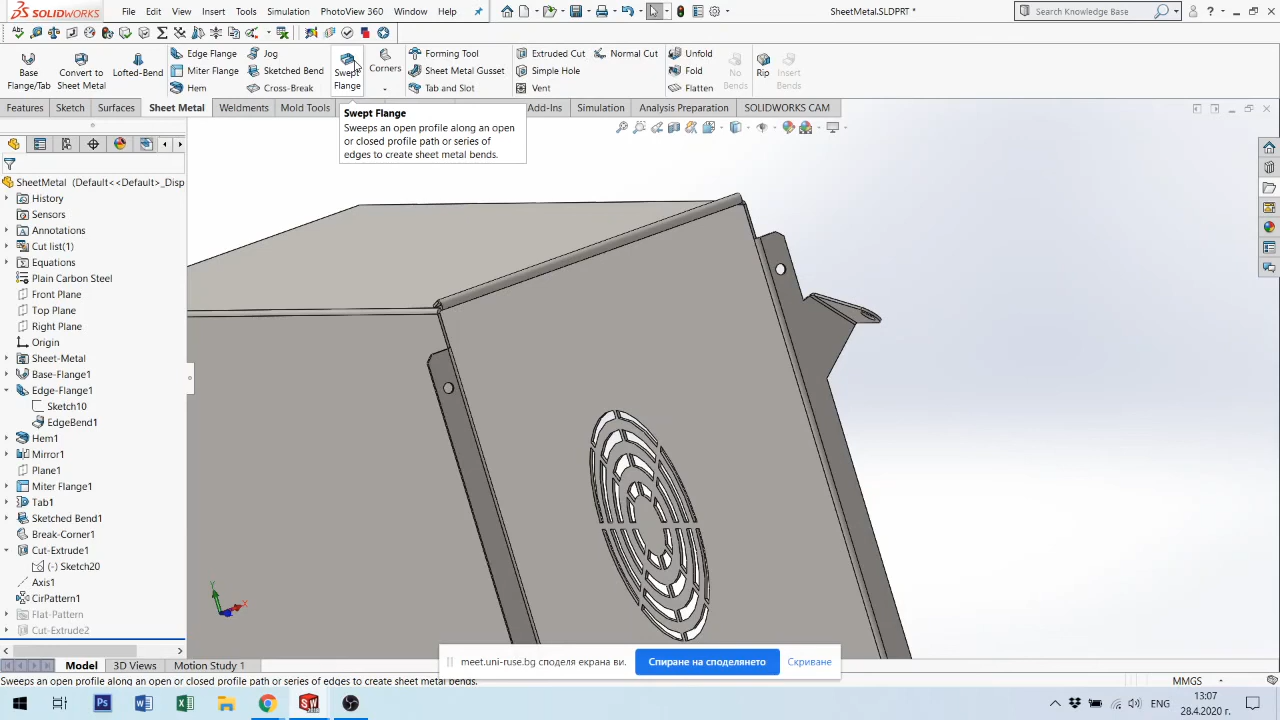 SOLIDWORKS File Edit View Insert Tools Simulation PhotoView 360 Window Help SheetMetal.SLDPRT * Search Knowledge Base
Base Flange/Tab
Convert to Sheet Metal
Lofted-Bend
Edge Flange
Miter Flange
Hem
Jog
Sketched Bend
Cross-Break
Swept Flange
Corners
Forming Tool
Sheet Metal Gusset
Tab and Slot
Extruded Cut
Simple Hole
Vent
Normal Cut
Unfold
Fold
Flatten
No Bends
Rip
Insert Bends
Features Sketch Surfaces Sheet Metal Weldments Mold Tools Add-Ins Simulation Analysis Preparation SOLIDWORKS CAM
Swept Flange
Sweeps an open profile along an open
or closed profile path or series of
edges to create sheet metal bends.
SheetMetal (Default<<Default>_Disp
History
Sensors
Annotations
Cut list(1)
Equations
Plain Carbon Steel
Front Plane
Top Plane
Right Plane
Origin
Sheet-Metal
Base-Flange1
Edge-Flange1
Sketch10
EdgeBend1
Hem1
Mirror1
Plane1
Miter Flange1
Tab1
Sketched Bend1
Break-Corner1
Cut-Extrude1
(-) Sketch20
Axis1
CirPattern1
Flat-Pattern
Cut-Extrude2
Y
X
meet.uni-ruse.bg споделя екрана ви. Спиране на споделянето Скриване
Model 3D Views Motion Study 1
Sweeps an open profile along an open or closed profile path or series of edges to create sheet metal bends. MMGS
ENG 13:07
28.4.2020 г.